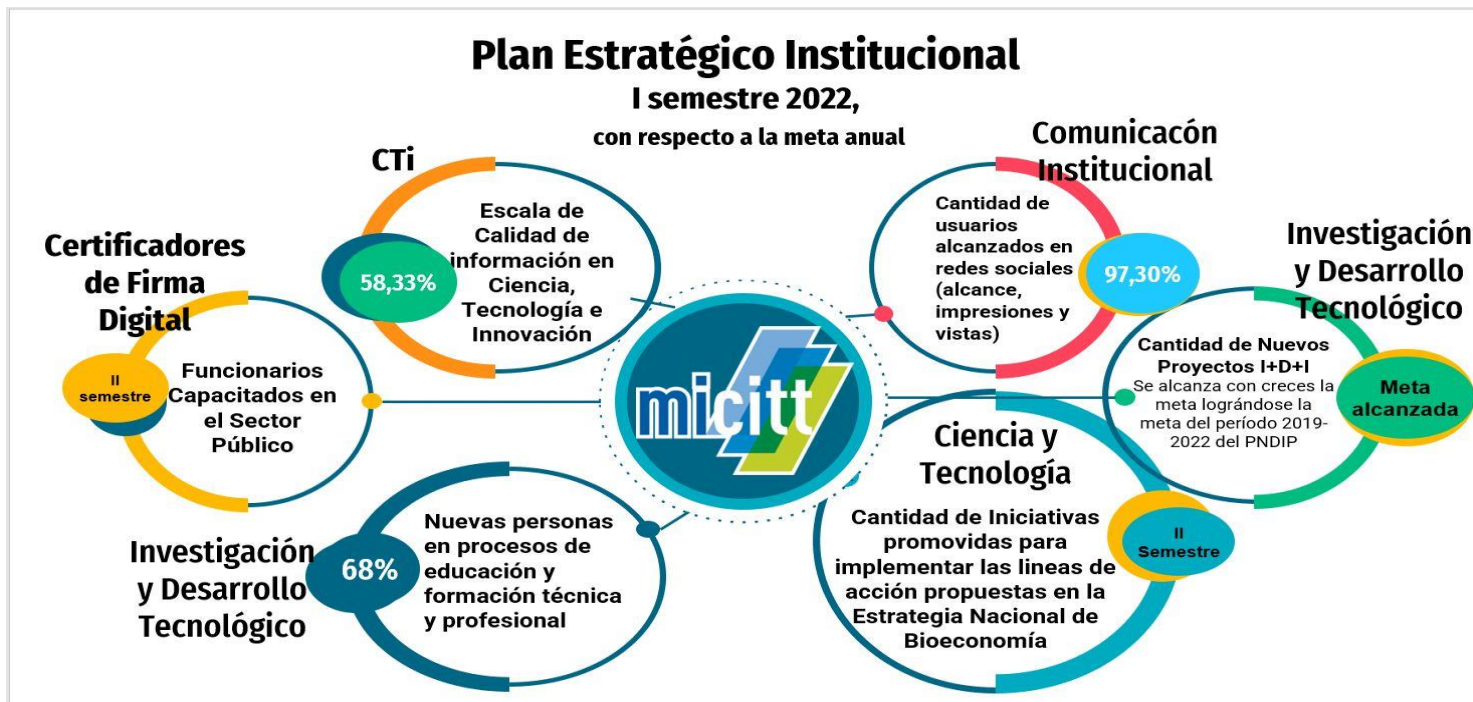 Plan Estratégico Institucional
I semestre 2022,
con respecto a la meta anual
CTi
58,33%
Escala de
Calidad de
información en
Ciencia,
Tecnología e
Innovación
Comunicacón
Institucional
Cantidad de
usuarios
alcanzados en
redes sociales
(alcance,
impresiones y
vistas)
97,30%
Certificadores
de Firma
Digital
II
semestre
Funcionarios
Capacitados en
el Sector
Público
micitt
Investigación
y Desarrollo
Tecnológico
Cantidad de Nuevos
Proyectos I+D+I
Se alcanza con creces la
meta lográndose la
meta del período 2019-
2022 del PNDIP
Meta
alcanzada
Investigación
y Desarrollo
Tecnológico
68%
Nuevas personas
en procesos de
educación y
formación técnica
y profesional
Ciencia y
Tecnología
Cantidad de Iniciativas
promovidas para
implementar las lineas de
acción propuestas en la
Estrategia Nacional de
Bioeconomía
II
Semestre